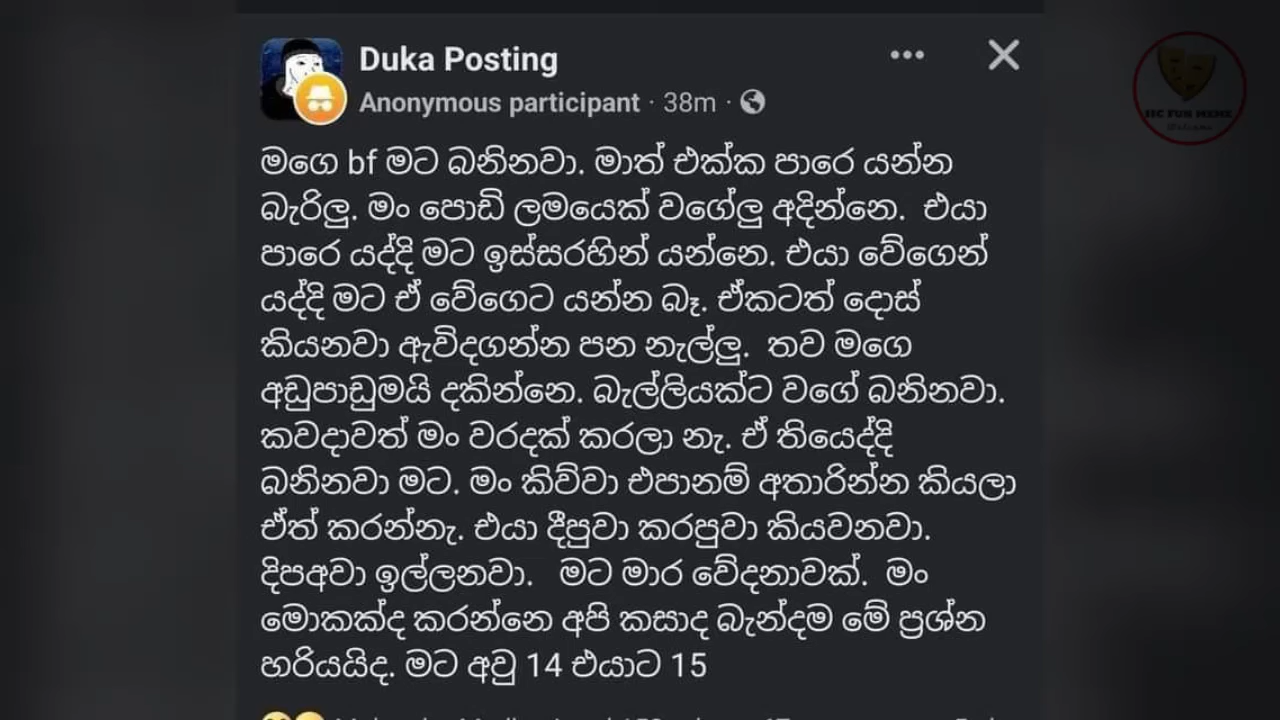 Duka Posting
Anonymous participant · 38m ·
මගෙ bf මට බනිනවා. මාත් එක්ක පාරෙ යන්න
බැරිලු. මං පොඩි ලමයෙක් වගේලු අදින්නෙ.  එයා
පාරෙ යද්දි මට ඉස්සරහින් යන්නෙ. එයා වේගෙන්
යද්දි මට ඒ වේගෙට යන්න බෑ. ඒකටත් දොස්
කියනවා ඇවිදගන්න පන නැල්ලු.  තව මගෙ
අඩුපාඩුමයි දකින්නෙ. බැල්ලියක්ට වගේ බනිනවා.
කවදාවත් මං වරදක් කරලා නැ. ඒ තියෙද්දි
බනිනවා මට. මං කිව්වා එපානම් අතාරින්න කියලා
ඒත් කරන්නැ. එයා දීපුවා කරපුවා කියවනවා.
දිපඅවා ඉල්ලනවා.   මට මාර වේදනාවක්.  මං
මොකක්ද කරන්නෙ අපි කසාද බැන්දම මේ ප්‍රශ්න
හරියයිද. මට අවු 14 එයාට 15
HC FUN MEME